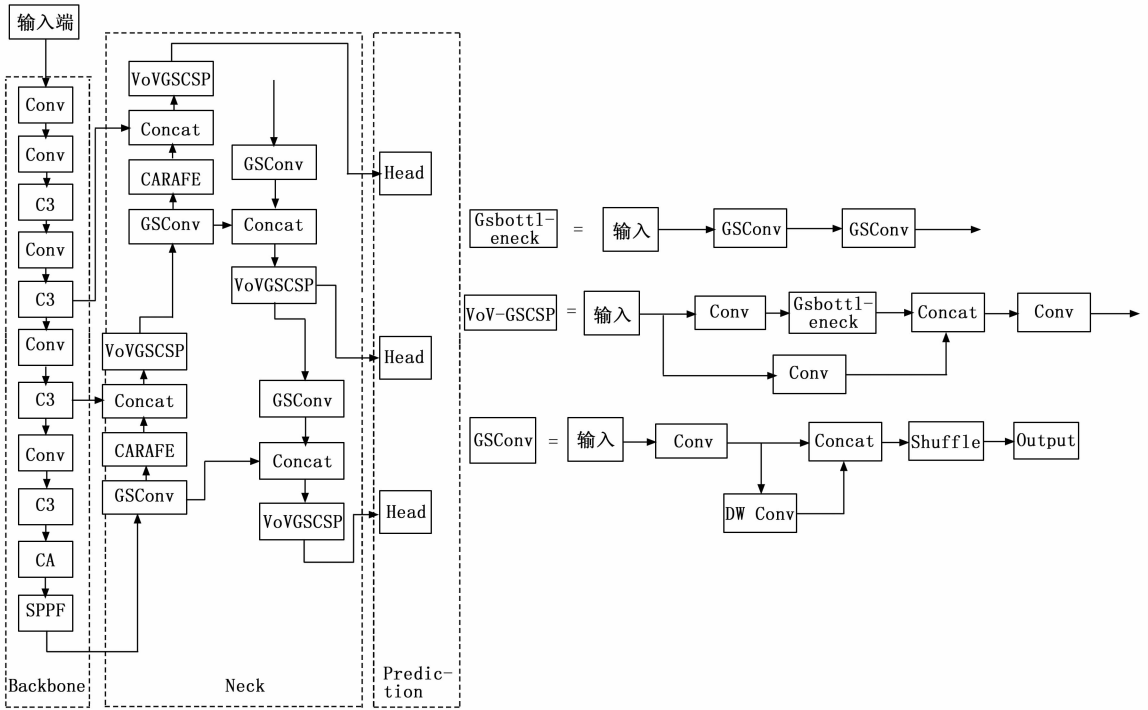 输入端
Conv
Conv
C3
Conv
C3
Conv
C3
Conv
C3
CA
SPPF
Backbone
VoVGSCSP
Concat
CARAFE
GSConv
VoVGSCSP
Concat
CARAFE
GSConv
GSConv
Concat
VoVGSCSP
GSConv
Concat
VoVGSCSP
Neck
Head
Head
Head
Predic-
tion
Gsbottl-
eneck
=
输入
GSConv
GSConv
VoV-GSCSP
=
输入
Conv
Gsbottl-
eneck
Concat
Conv
Conv
GSConv
=
输入
Conv
Concat
Shuffle
Output
DW Conv